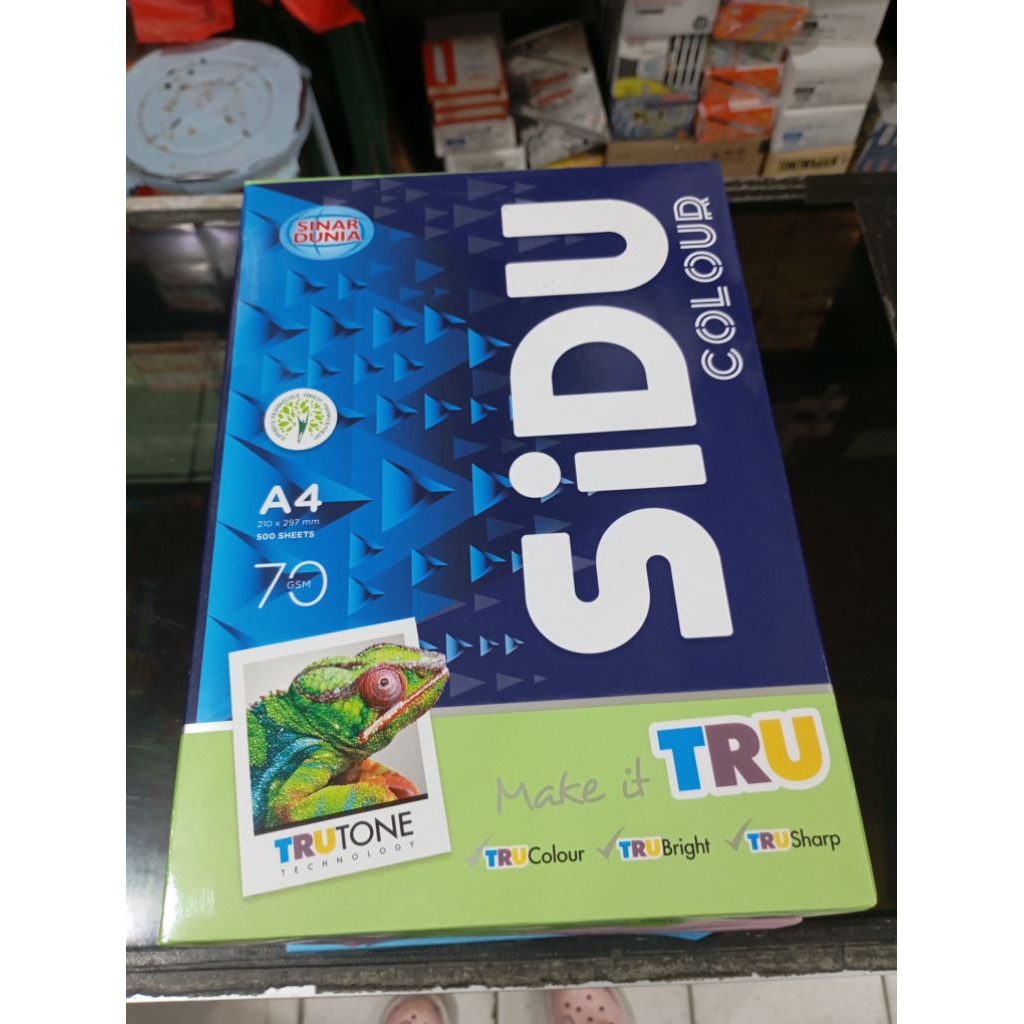 SINAR
DUNIA
SiDU
COLOUR
A4
210 x 297 mm
500 SHEETS
70
GSM
TRUTONE
TECHNOLOGY
Make it TRU
TRUColour
TRUBright
TRUSharp